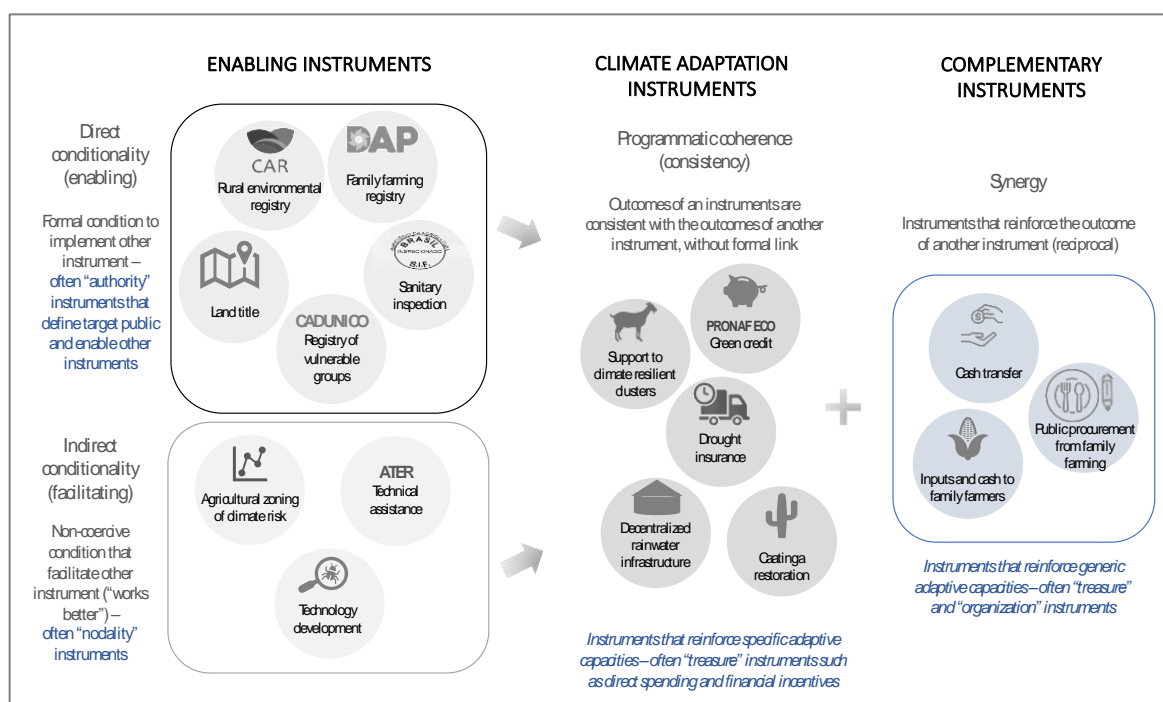 ENABLING INSTRUMENTS
Direct
conditionality
(enabling)
Formal condition to
implement other
instrument –
often “authority”
instruments that
define target public
and enable other
instruments
CAR
Rural environmental
registry
DAP
Family farming
registry
Land title
BRASIL
INSPECIONADO
S.I.F.
Sanitary
inspection
CADUNICO
Registry of
vulnerable
groups
Indirect
conditionality
(facilitating)
Non-coercive
condition that
facilitate other
instrument (“works
better”) –
often “nodality”
instruments
Agricultural zoning
of climate risk
ATER
Technical
assistance
Technology
development
CLIMATE ADAPTATION
INSTRUMENTS
Programmatic coherence
(consistency)
Outcomes of an instruments are
consistent with the outcomes of another
instrument, without formal link
Support to
climate resilient
clusters
PRONAF ECO
Green credit
Drought
insurance
Decentralized
rainwater
infrastructure
Caatinga
restoration
Instruments that reinforce specific adaptive
capacities – often “treasure” instruments such
as direct spending and financial incentives
COMPLEMENTARY
INSTRUMENTS
Synergy
Instruments that reinforce the outcome
of another instrument (reciprocal)
Cash transfer
Public procurement
from family
farming
Inputs and cash to
family farmers
Instruments that reinforce generic
adaptive capacities – often “treasure”
and “organization” instruments